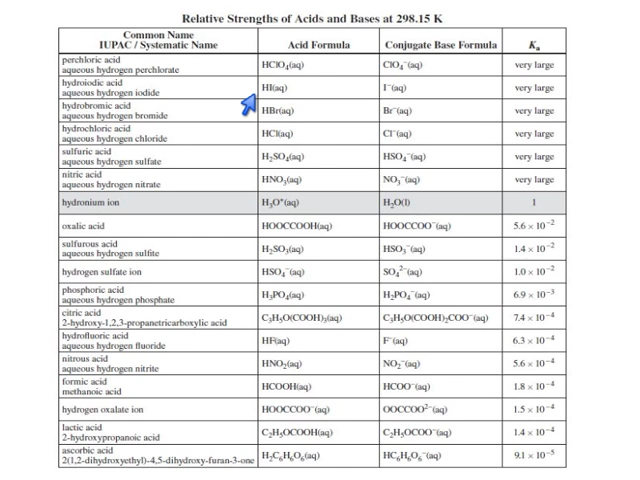 Relative Strengths of Acids and Bases at 298.15 K
Common Name
IUPAC / Systematic Name
Acid Formula
Conjugate Base Formula
Kₐ
perchloric acid
aqueous hydrogen perchlorate
HClO₄(aq)
ClO₄⁻(aq)
very large
hydroiodic acid
aqueous hydrogen iodide
HI(aq)
I⁻(aq)
very large
hydrobromic acid
aqueous hydrogen bromide
HBr(aq)
Br⁻(aq)
very large
hydrochloric acid
aqueous hydrogen chloride
HCl(aq)
Cl⁻(aq)
very large
sulfuric acid
aqueous hydrogen sulfate
H₂SO₄(aq)
HSO₄⁻(aq)
very large
nitric acid
aqueous hydrogen nitrate
HNO₃(aq)
NO₃⁻(aq)
very large
hydronium ion
H₃O⁺(aq)
H₂O(l)
1
oxalic acid
HOOCCOOH(aq)
HOOCCOO⁻(aq)
5.6 × 10⁻²
sulfurous acid
aqueous hydrogen sulfite
H₂SO₃(aq)
HSO₃⁻(aq)
1.4 × 10⁻²
hydrogen sulfate ion
HSO₄⁻(aq)
SO₄²⁻(aq)
1.0 × 10⁻²
phosphoric acid
aqueous hydrogen phosphate
H₃PO₄(aq)
H₂PO₄⁻(aq)
6.9 × 10⁻³
citric acid
2-hydroxy-1,2,3-propanetricarboxylic acid
C₃H₅O(COOH)₃(aq)
C₃H₅O(COOH)₂COO⁻(aq)
7.4 × 10⁻⁴
hydrofluoric acid
aqueous hydrogen fluoride
HF(aq)
F⁻(aq)
6.3 × 10⁻⁴
nitrous acid
aqueous hydrogen nitrite
HNO₂(aq)
NO₂⁻(aq)
5.6 × 10⁻⁴
formic acid
methanoic acid
HCOOH(aq)
HCOO⁻(aq)
1.8 × 10⁻⁴
hydrogen oxalate ion
HOOCCOO⁻(aq)
OOCCOO²⁻(aq)
1.5 × 10⁻⁴
lactic acid
2-hydroxypropanoic acid
C₂H₅OCOOH(aq)
C₂H₅OCOO⁻(aq)
1.4 × 10⁻⁴
ascorbic acid
2(1,2-dihydroxyethyl)-4,5-dihydroxy-furan-3-one
H₂C₆H₆O₆(aq)
HC₆H₆O₆⁻(aq)
9.1 × 10⁻⁵